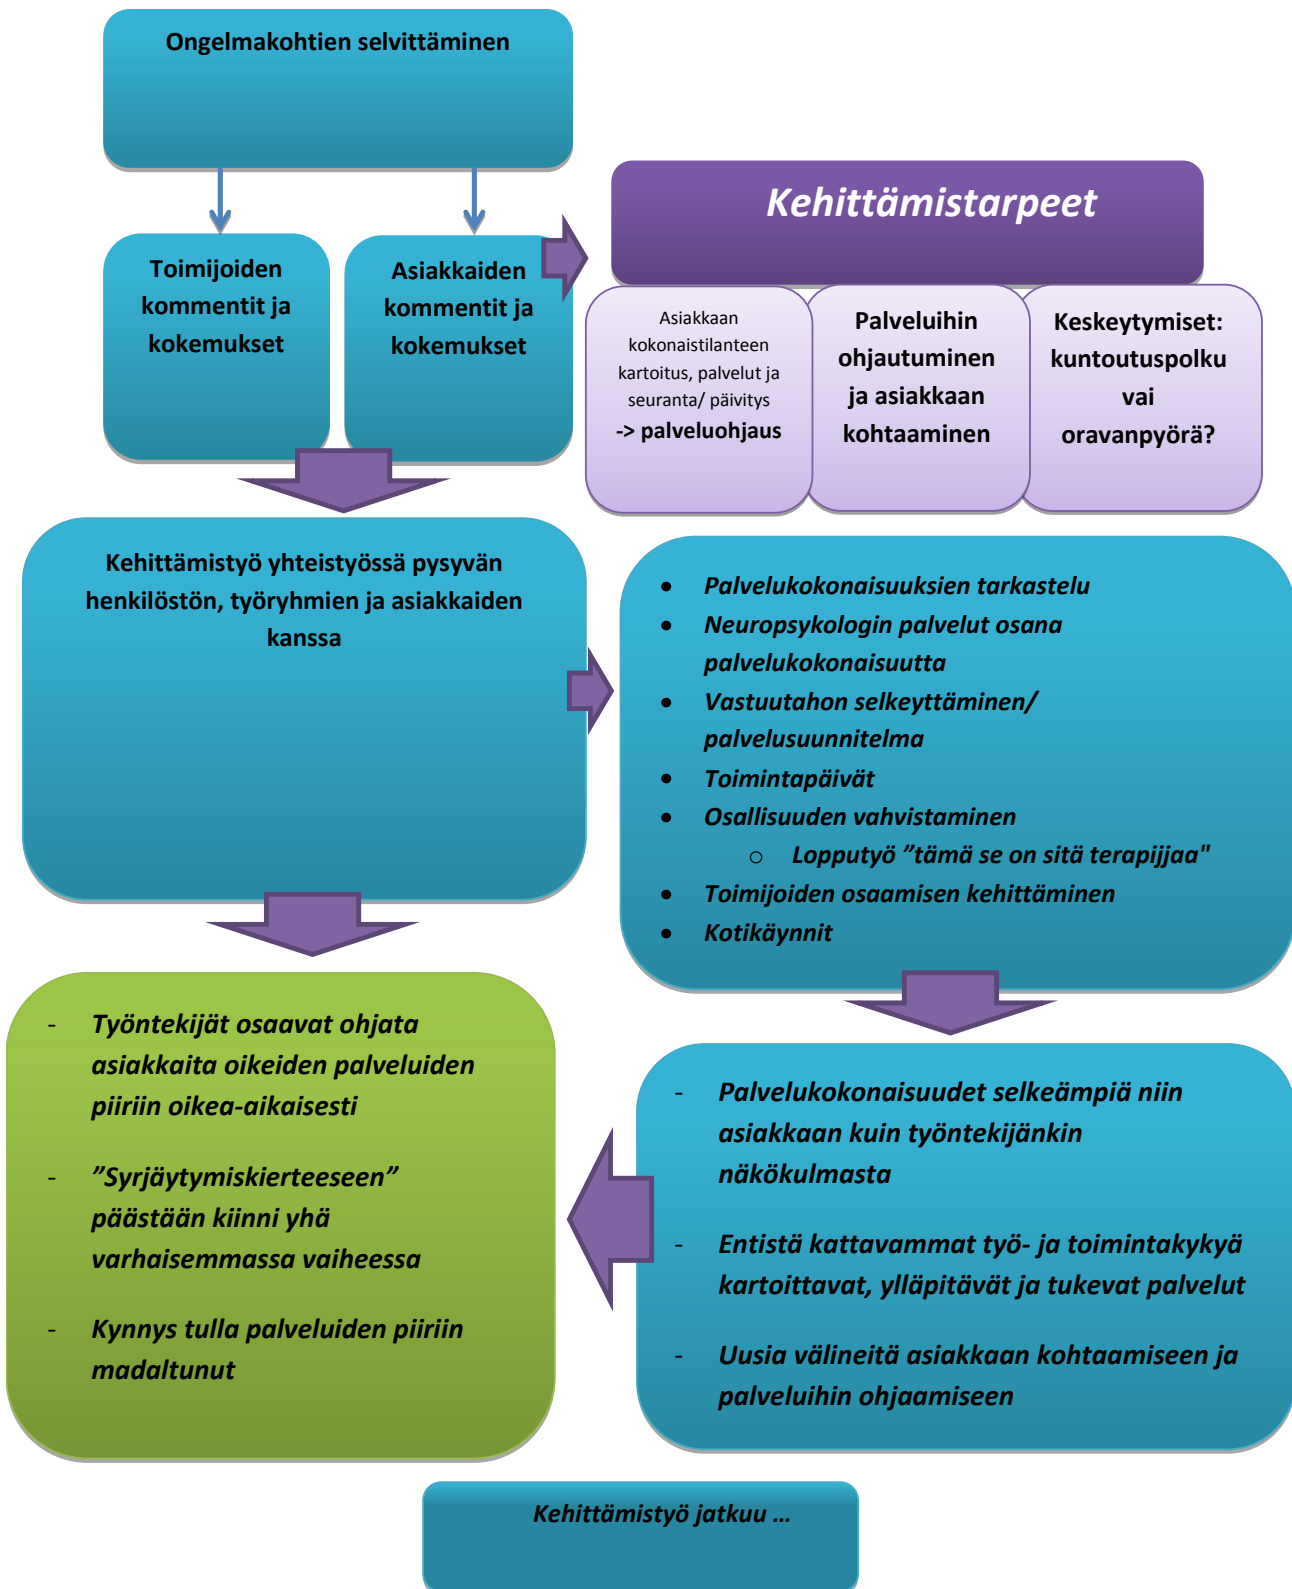 Ongelmakohtien selvittäminen
Kehittämistarpeet
Toimijoiden
kommentit ja
kokemukset
Asiakkaiden
kommentit ja
kokemukset
Asiakkaan
kokonaistilanteen
kartoitus, palvelut ja
seuranta/ päivitys
-> palveluohjaus
Palveluihin
ohjautuminen
ja asiakkaan
kohtaaminen
Keskeytymiset:
kuntoutuspolku
vai
oravanpyörä?
Kehittämistyö yhteistyössä pysyvän
henkilöstön, työryhmien ja asiakkaiden
kanssa
• Palvelukokonaisuuksien tarkastelu
• Neuropsykologin palvelut osana
palvelukokonaisuutta
• Vastuutahon selkeyttäminen/
palvelusuunnitelma
• Toimintapäivät
• Osallisuuden vahvistaminen
o Lopputyö ”tämä se on sitä terapijjaa"
• Toimijoiden osaamisen kehittäminen
• Kotikäynnit
- Työntekijät osaavat ohjata
asiakkaita oikeiden palveluiden
piiriin oikea-aikaisesti
- ”Syrjäytymiskierteeseen”
päästään kiinni yhä
varhaisemmassa vaiheessa
- Kynnys tulla palveluiden piiriin
madaltunut
- Palvelukokonaisuudet selkeämpiä niin
asiakkaan kuin työntekijänkin
näkökulmasta
- Entistä kattavammat työ- ja toimintakykyä
kartoittavat, ylläpitävät ja tukevat palvelut
- Uusia välineitä asiakkaan kohtaamiseen ja
palveluihin ohjaamiseen
Kehittämistyö jatkuu …